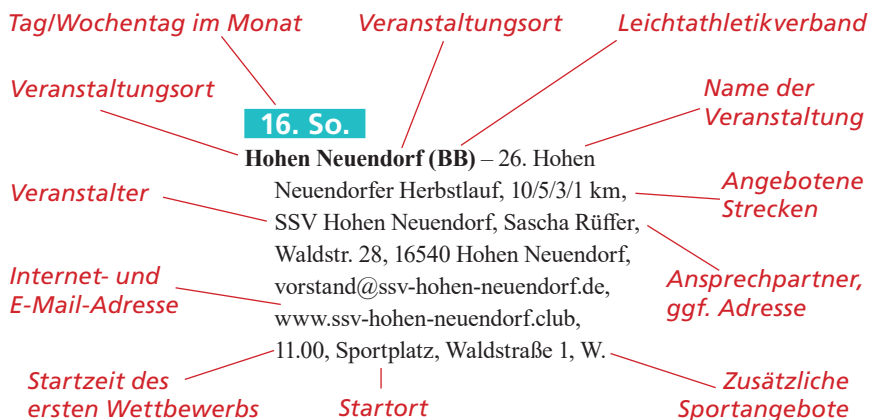 Tag/Wochentag im Monat
Veranstaltungsort
Leichtathletikverband
Veranstaltungsort
Name der
Veranstaltung
16. So.
Hohen Neuendorf (BB) – 26. Hohen
Neuendorfer Herbstlauf, 10/5/3/1 km,
SSV Hohen Neuendorf, Sascha Rüffer,
Waldstr. 28, 16540 Hohen Neuendorf,
vorstand@ssv-hohen-neuendorf.de,
www.ssv-hohen-neuendorf.club,
11.00, Sportplatz, Waldstraße 1, W.
Veranstalter
Angebotene
Strecken
Internet- und
E-Mail-Adresse
Ansprechpartner,
ggf. Adresse
Startzeit des
ersten Wettbewerbs
Startort
Zusätzliche
Sportangebote